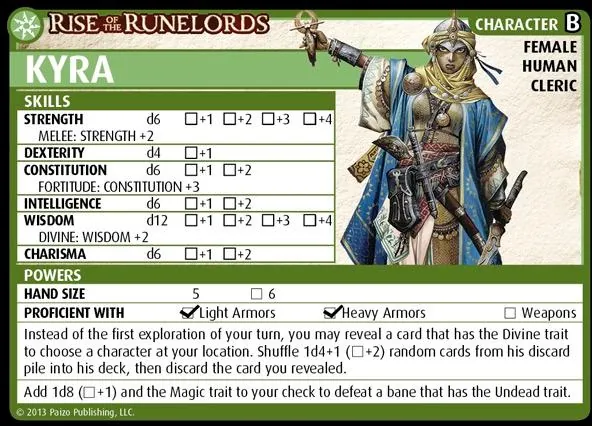 RISE OF THE RUNELORDS
CHARACTER B
KYRA
FEMALE
HUMAN
CLERIC
SKILLS
STRENGTH d6 □+1 □+2 □+3 □+4
MELEE: STRENGTH +2
DEXTERITY d4 □+1
CONSTITUTION d6 □+1 □+2
FORTITUDE: CONSTITUTION +3
INTELLIGENCE d6 □+1 □+2
WISDOM d12 □+1 □+2 □+3 □+4
DIVINE: WISDOM +2
CHARISMA d6 □+1 □+2
POWERS
HAND SIZE 5 □ 6
PROFICIENT WITH ☑Light Armors ☑Heavy Armors □ Weapons
Instead of the first exploration of your turn, you may reveal a card that has the Divine trait
to choose a character at your location. Shuffle 1d4+1 (□+2) random cards from his discard
pile into his deck, then discard the card you revealed.
Add 1d8 (□+1) and the Magic trait to your check to defeat a bane that has the Undead trait.
© 2013 Paizo Publishing, LLC.